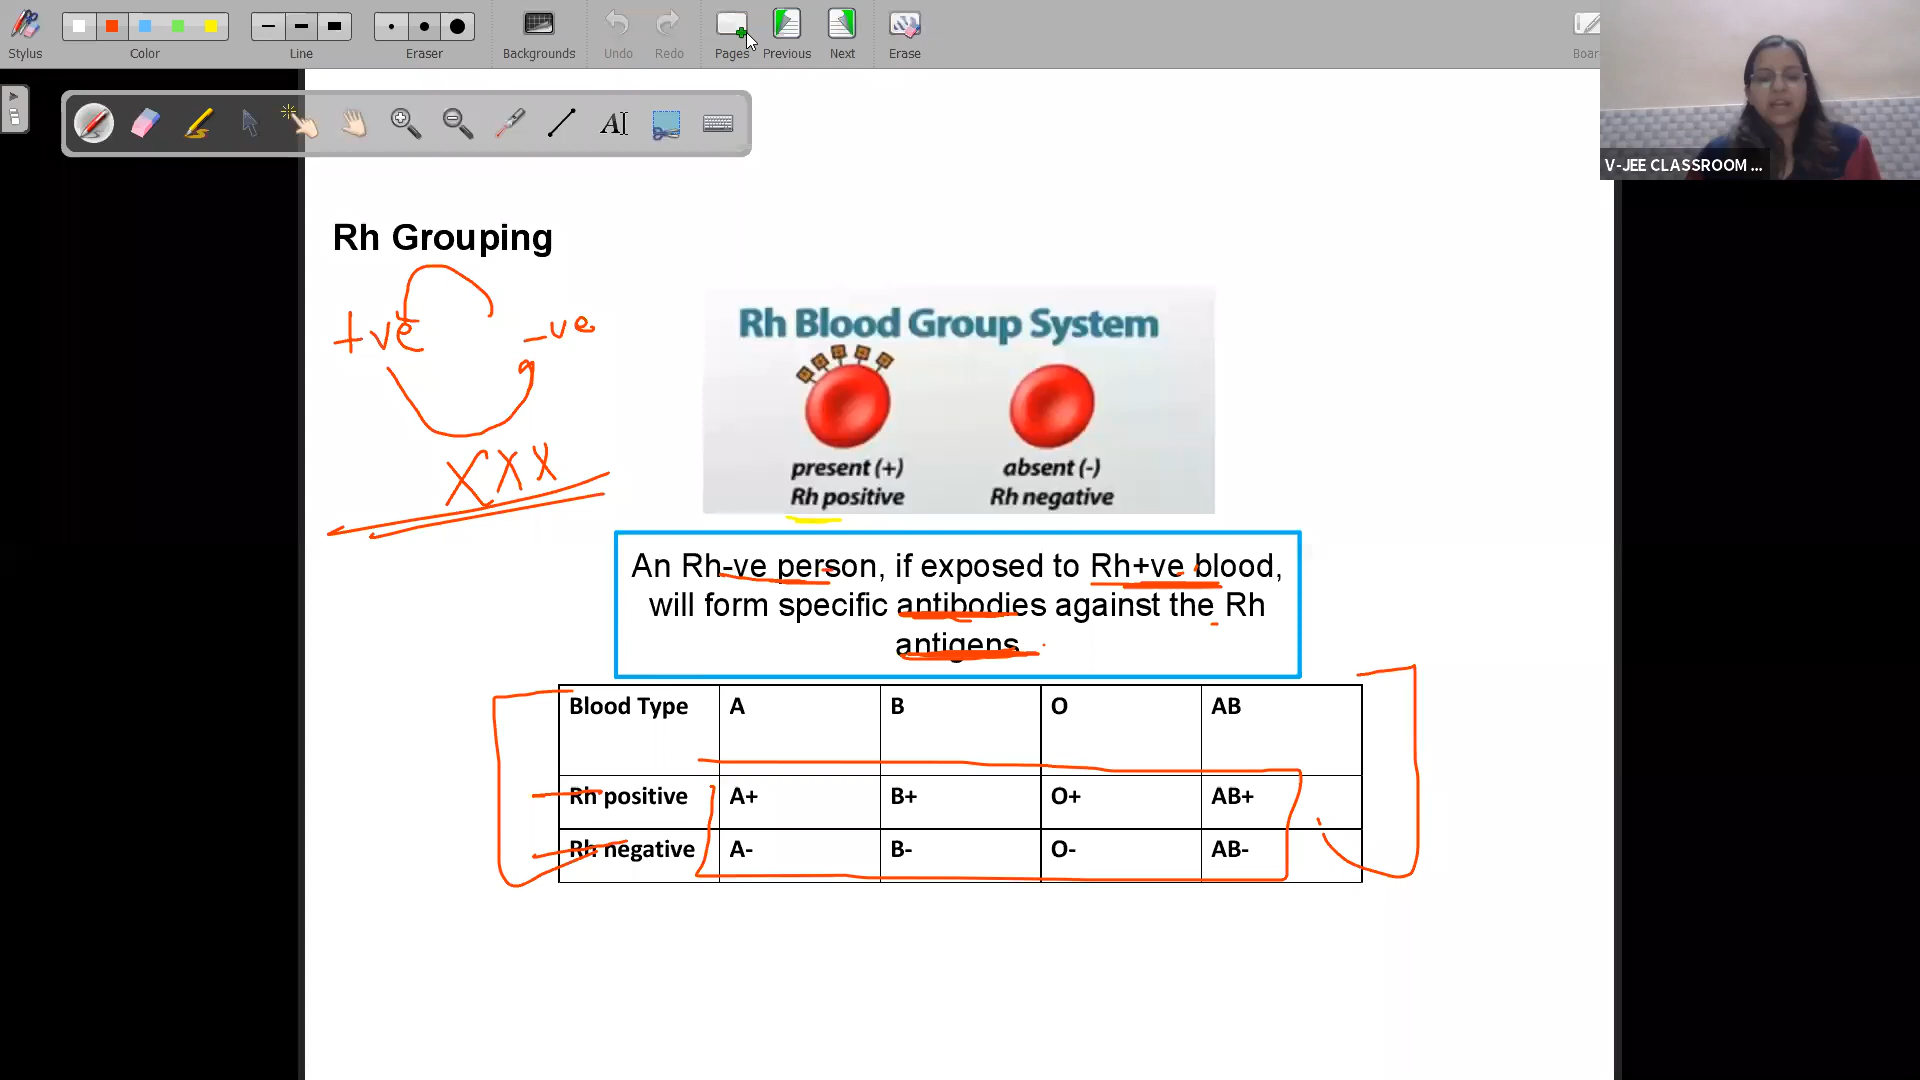 Stylus
Color
Line
Eraser
Backgrounds
Undo
Redo
Pages
Previous
Next
Erase
V-JEE CLASSROOM ...
Rh Grouping
+ve -ve
XXX
Rh Blood Group System
present (+) absent (-)
Rh positive Rh negative
An Rh-ve person, if exposed to Rh+ve blood,
will form specific antibodies against the Rh
antigens
Blood Type A B O AB
Rh positive A+ B+ O+ AB+
Rh negative A- B- O- AB-